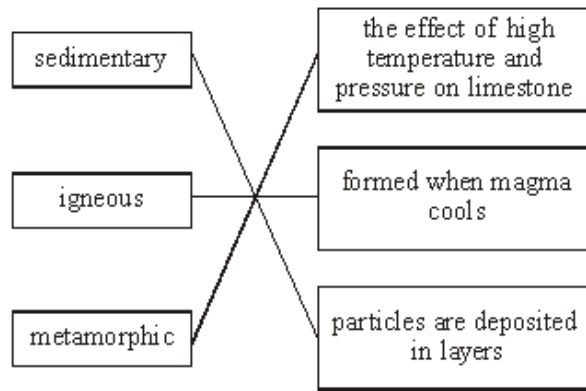 sedimentary
igneous
metamorphic
the effect of high
temperature and
pressure on limestone
formed when magma
cools
particles are deposited
in layers